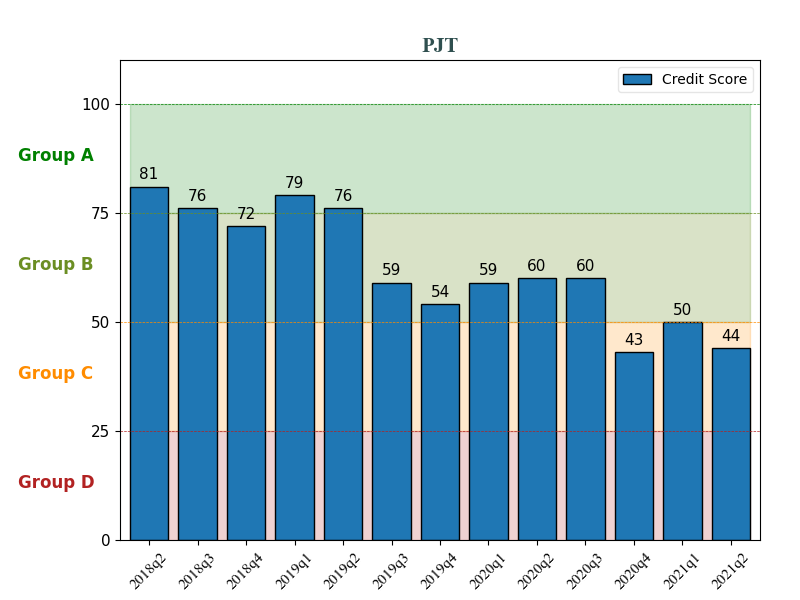 PJT
Credit Score
100
75
50
25
0
Group A
Group B
Group C
Group D
81
76
72
79
76
59
54
59
60
60
43
50
44
2018q2
2018q3
2018q4
2019q1
2019q2
2019q3
2019q4
2020q1
2020q2
2020q3
2020q4
2021q1
2021q2